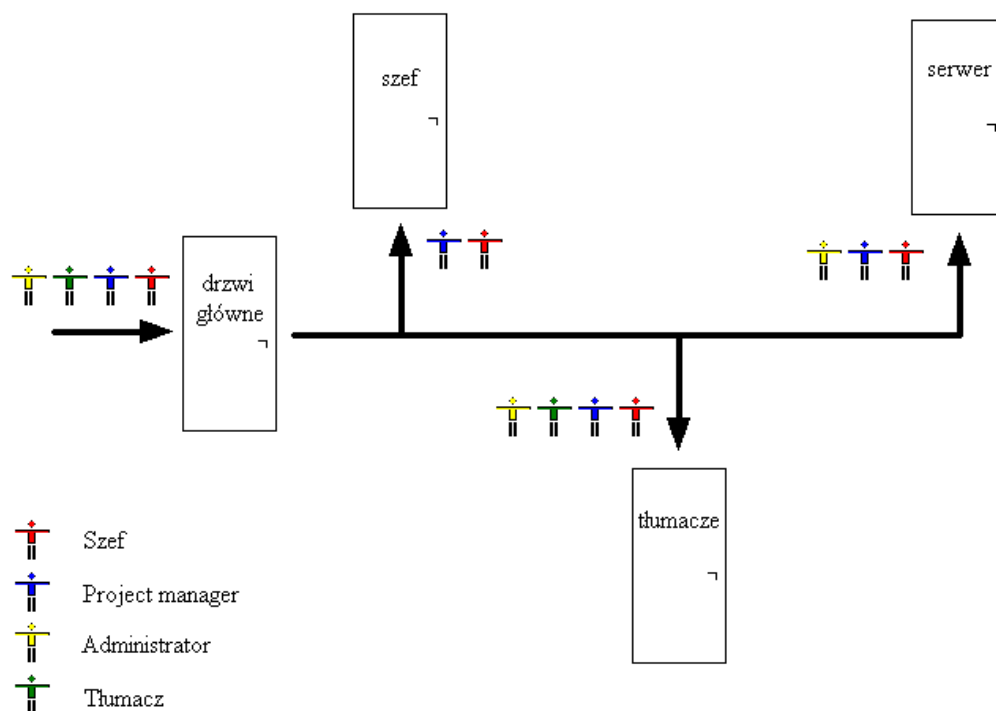 szef
serwer
drzwi
główne
tłumacze
Szef
Project manager
Administrator
Tłumacz